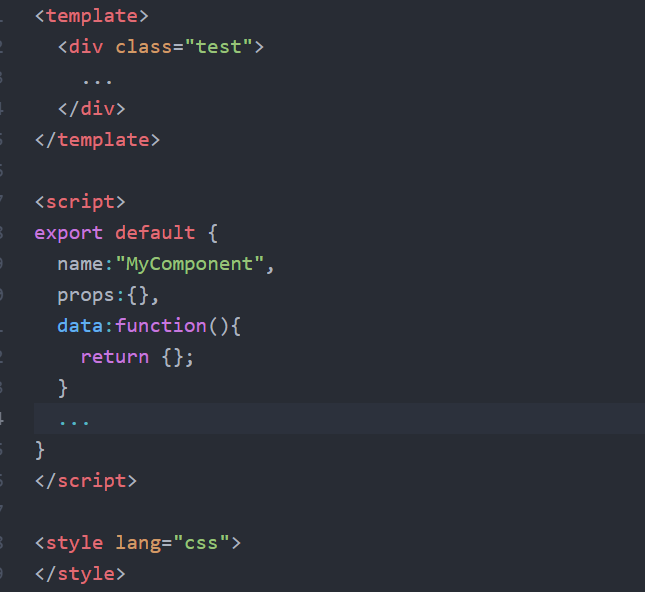 <template>
  <div class="test">
    ...
  </div>
</template>

<script>
export default {
  name:"MyComponent",
  props:{},
  data:function(){
    return {};
  }
  ...
}
</script>

<style lang="css">
</style>